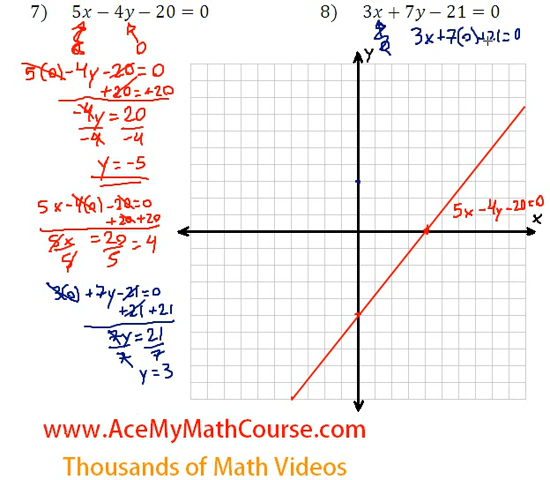 7) 5x − 4y − 20 = 0
0
5(0) - 4y - 20 = 0
+20 = +20
-4y = 20
-4 -4
y = -5
5x - 4(0) - 20 = 0
+20 +20
5x = 20 = 4
5 5
3(0) + 7y - 21 = 0
+21 +21
7y = 21
7 7
y = 3
8) 3x + 7y − 21 = 0
3x + 7(0) + 21 = 0
y
5x - 4y - 20 = 0
x
www.AceMyMathCourse.com
Thousands of Math Videos